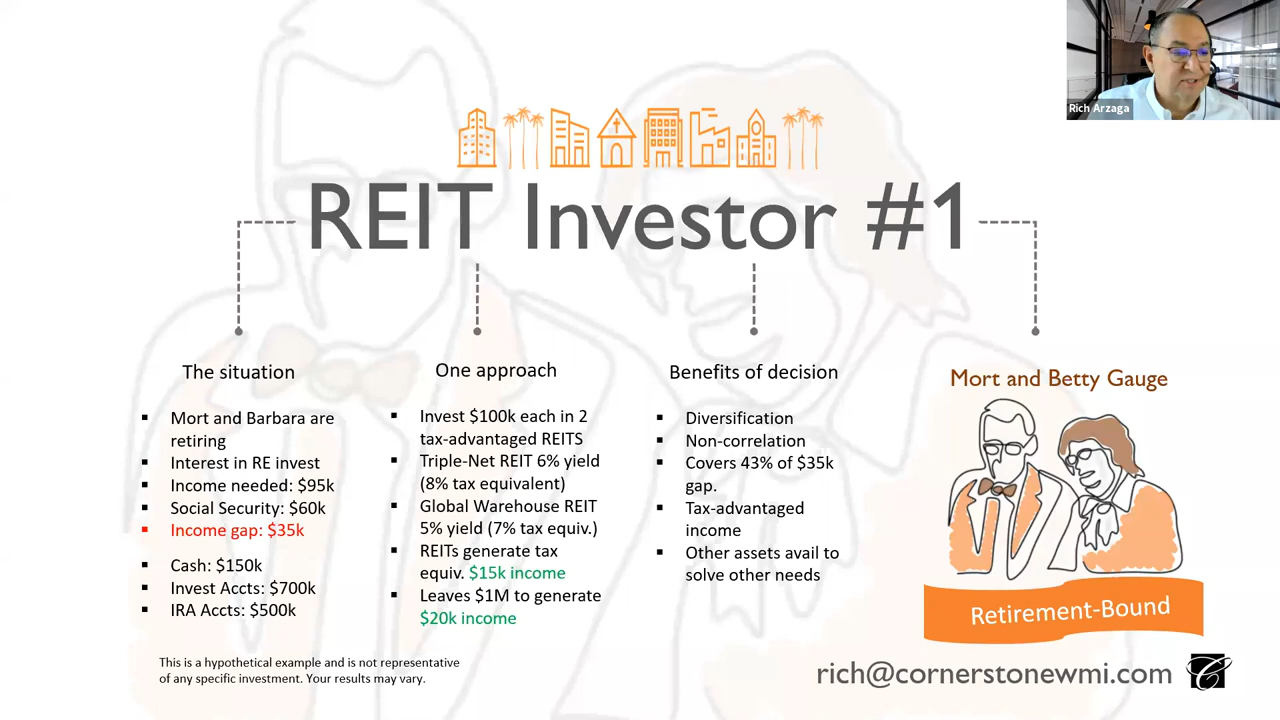 Rich Arzaga
REIT Investor #1
The situation
▪ Mort and Barbara are
retiring
▪ Interest in RE invest
▪ Income needed: $95k
▪ Social Security: $60k
▪ Income gap: $35k
▪ Cash: $150k
▪ Invest Accts: $700k
▪ IRA Accts: $500k
One approach
▪ Invest $100k each in 2
tax-advantaged REITS
▪ Triple-Net REIT 6% yield
(8% tax equivalent)
▪ Global Warehouse REIT
5% yield (7% tax equiv.)
▪ REITs generate tax
equiv. $15k income
▪ Leaves $1M to generate
$20k income
Benefits of decision
▪ Diversification
▪ Non-correlation
▪ Covers 43% of $35k
gap.
▪ Tax-advantaged
income
▪ Other assets avail to
solve other needs
Mort and Betty Gauge
Retirement-Bound
This is a hypothetical example and is not representative
of any specific investment. Your results may vary.
rich@cornerstonewmi.com